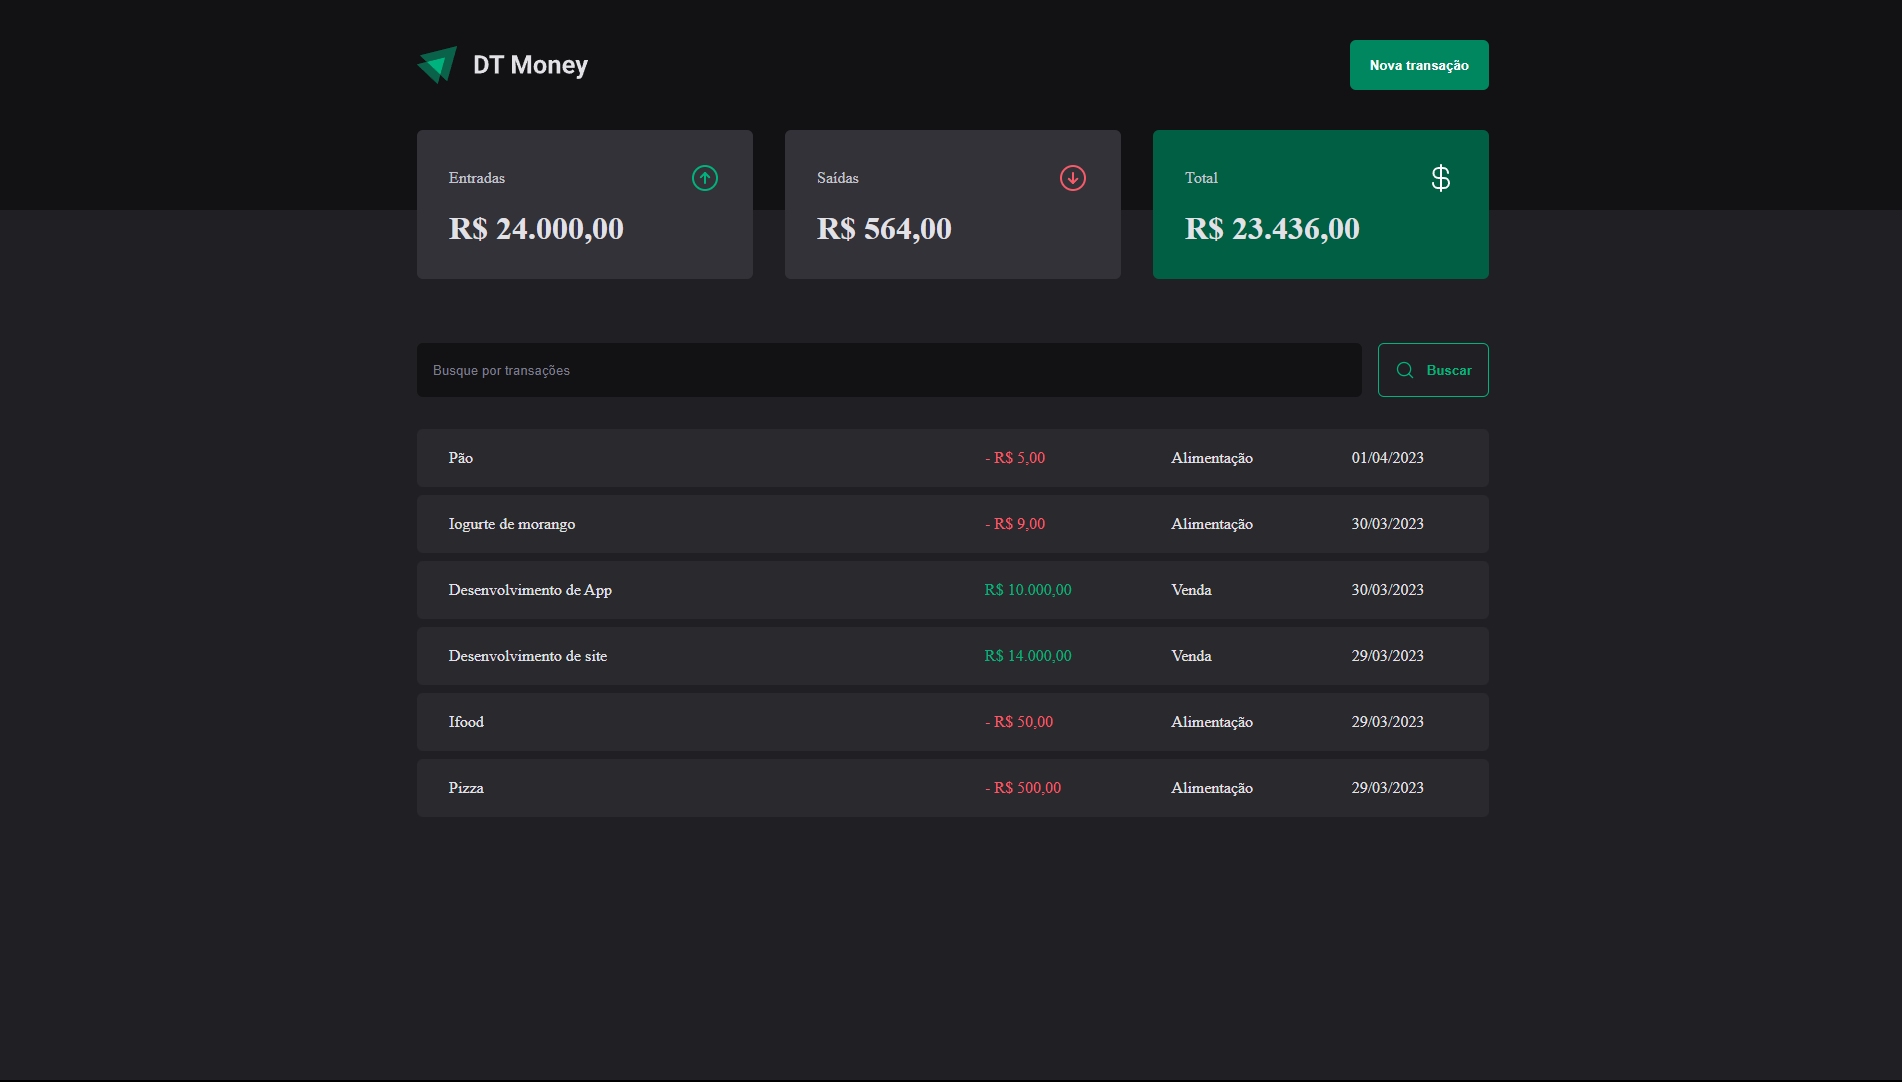 DT Money
Nova transação
Entradas
R$ 24.000,00
Saídas
R$ 564,00
Total
R$ 23.436,00
Busque por transações
Buscar
Pão - R$ 5,00 Alimentação 01/04/2023
Iogurte de morango - R$ 9,00 Alimentação 30/03/2023
Desenvolvimento de App R$ 10.000,00 Venda 30/03/2023
Desenvolvimento de site R$ 14.000,00 Venda 29/03/2023
Ifood - R$ 50,00 Alimentação 29/03/2023
Pizza - R$ 500,00 Alimentação 29/03/2023